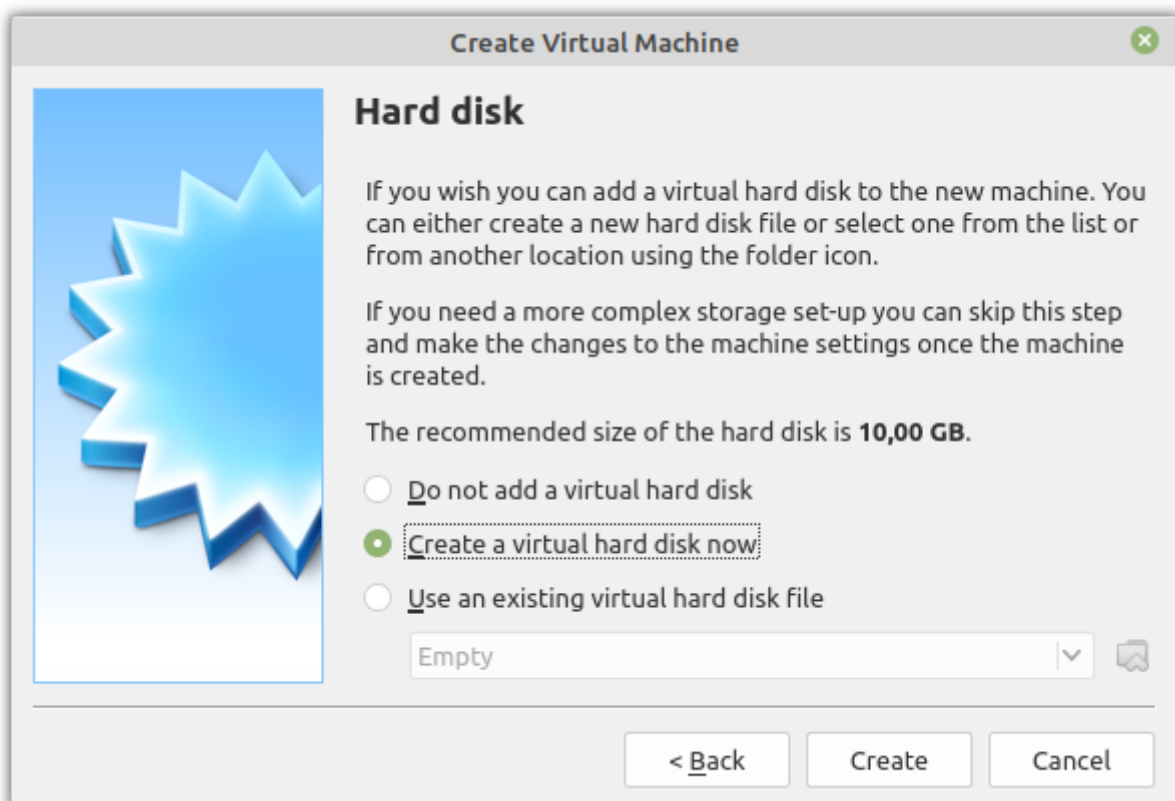 Create Virtual Machine
Hard disk
If you wish you can add a virtual hard disk to the new machine. You
can either create a new hard disk file or select one from the list or
from another location using the folder icon.
If you need a more complex storage set-up you can skip this step
and make the changes to the machine settings once the machine
is created.
The recommended size of the hard disk is 10,00 GB.
Do not add a virtual hard disk
Create a virtual hard disk now
Use an existing virtual hard disk file
Empty
< Back
Create
Cancel